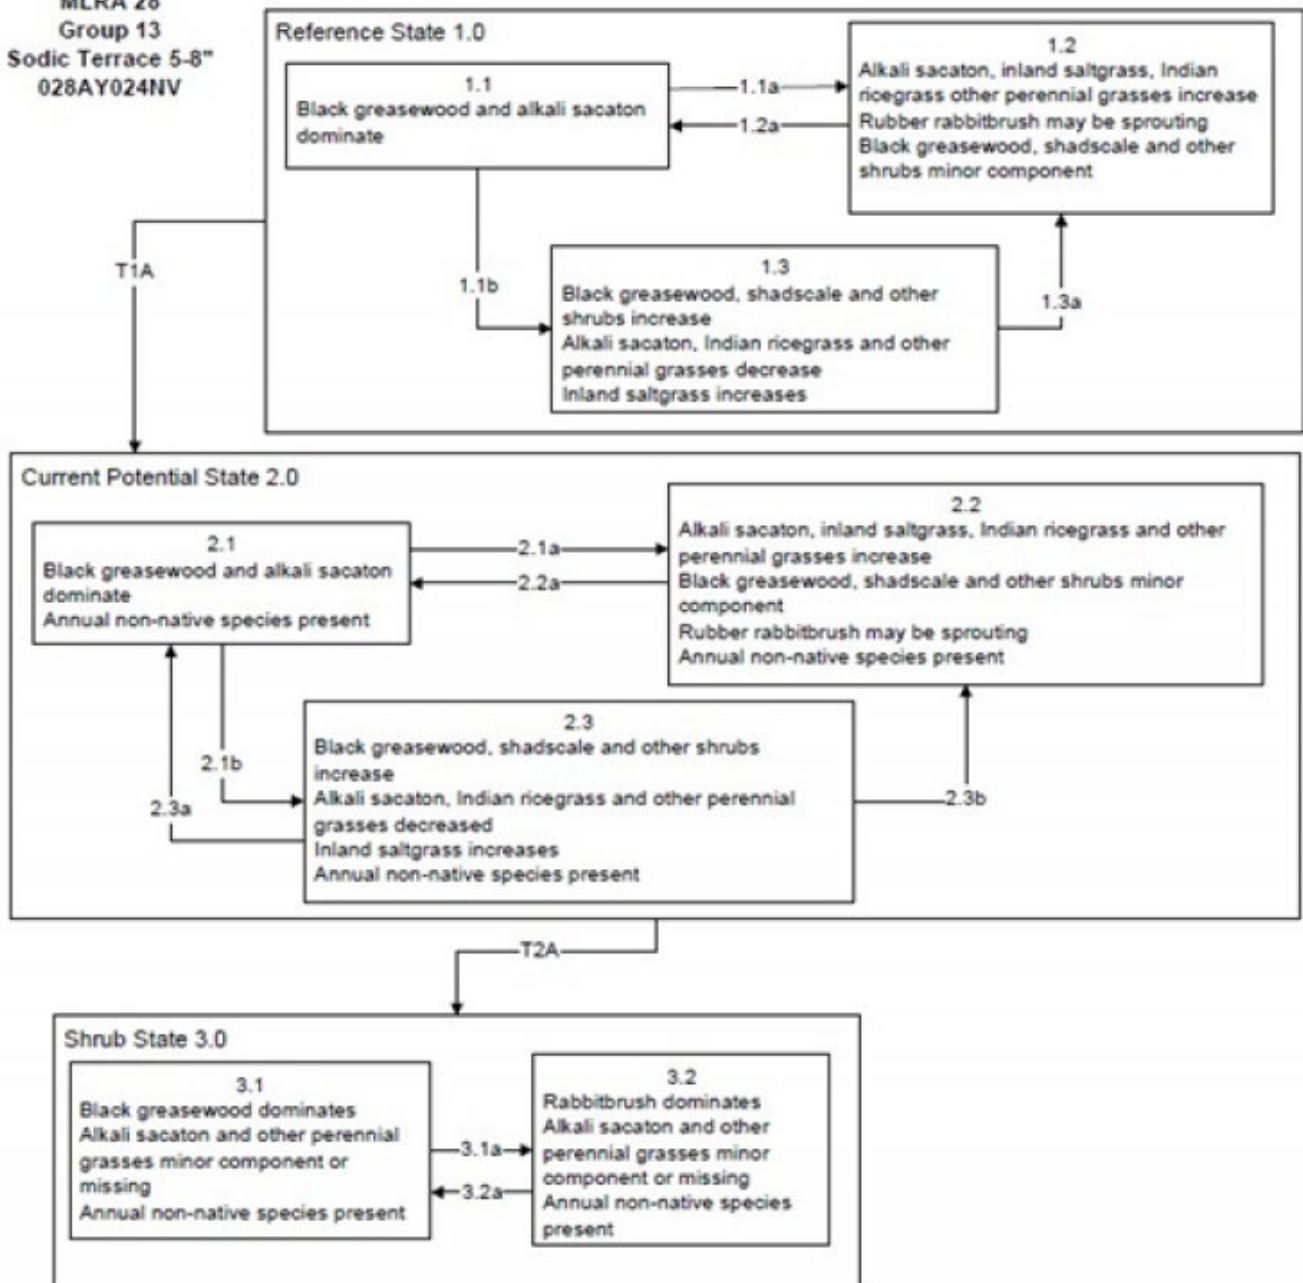 MLRA 28
Group 13
Sodic Terrace 5-8"
028AY024NV
Reference State 1.0
1.1
Black greasewood and alkali sacaton
dominate
1.1a
1.2a
1.2
Alkali sacaton, inland saltgrass, Indian
ricegrass other perennial grasses increase
Rubber rabbitbrush may be sprouting
Black greasewood, shadscale and other
shrubs minor component
T1A
1.1b
1.3
Black greasewood, shadscale and other
shrubs increase
Alkali sacaton, Indian ricegrass and other
perennial grasses decrease
Inland saltgrass increases
1.3a
Current Potential State 2.0
2.1
Black greasewood and alkali sacaton
dominate
Annual non-native species present
2.1a
2.2a
2.2
Alkali sacaton, inland saltgrass, Indian ricegrass and other
perennial grasses increase
Black greasewood, shadscale and other shrubs minor
component
Rubber rabbitbrush may be sprouting
Annual non-native species present
2.1b
2.3a
2.3
Black greasewood, shadscale and other shrubs
increase
Alkali sacaton, Indian ricegrass and other perennial
grasses decreased
Inland saltgrass increases
Annual non-native species present
2.3b
T2A
Shrub State 3.0
3.1
Black greasewood dominates
Alkali sacaton and other perennial
grasses minor component or
missing
Annual non-native species present
3.1a
3.2a
3.2
Rabbitbrush dominates
Alkali sacaton and other
perennial grasses minor
component or missing
Annual non-native species
present